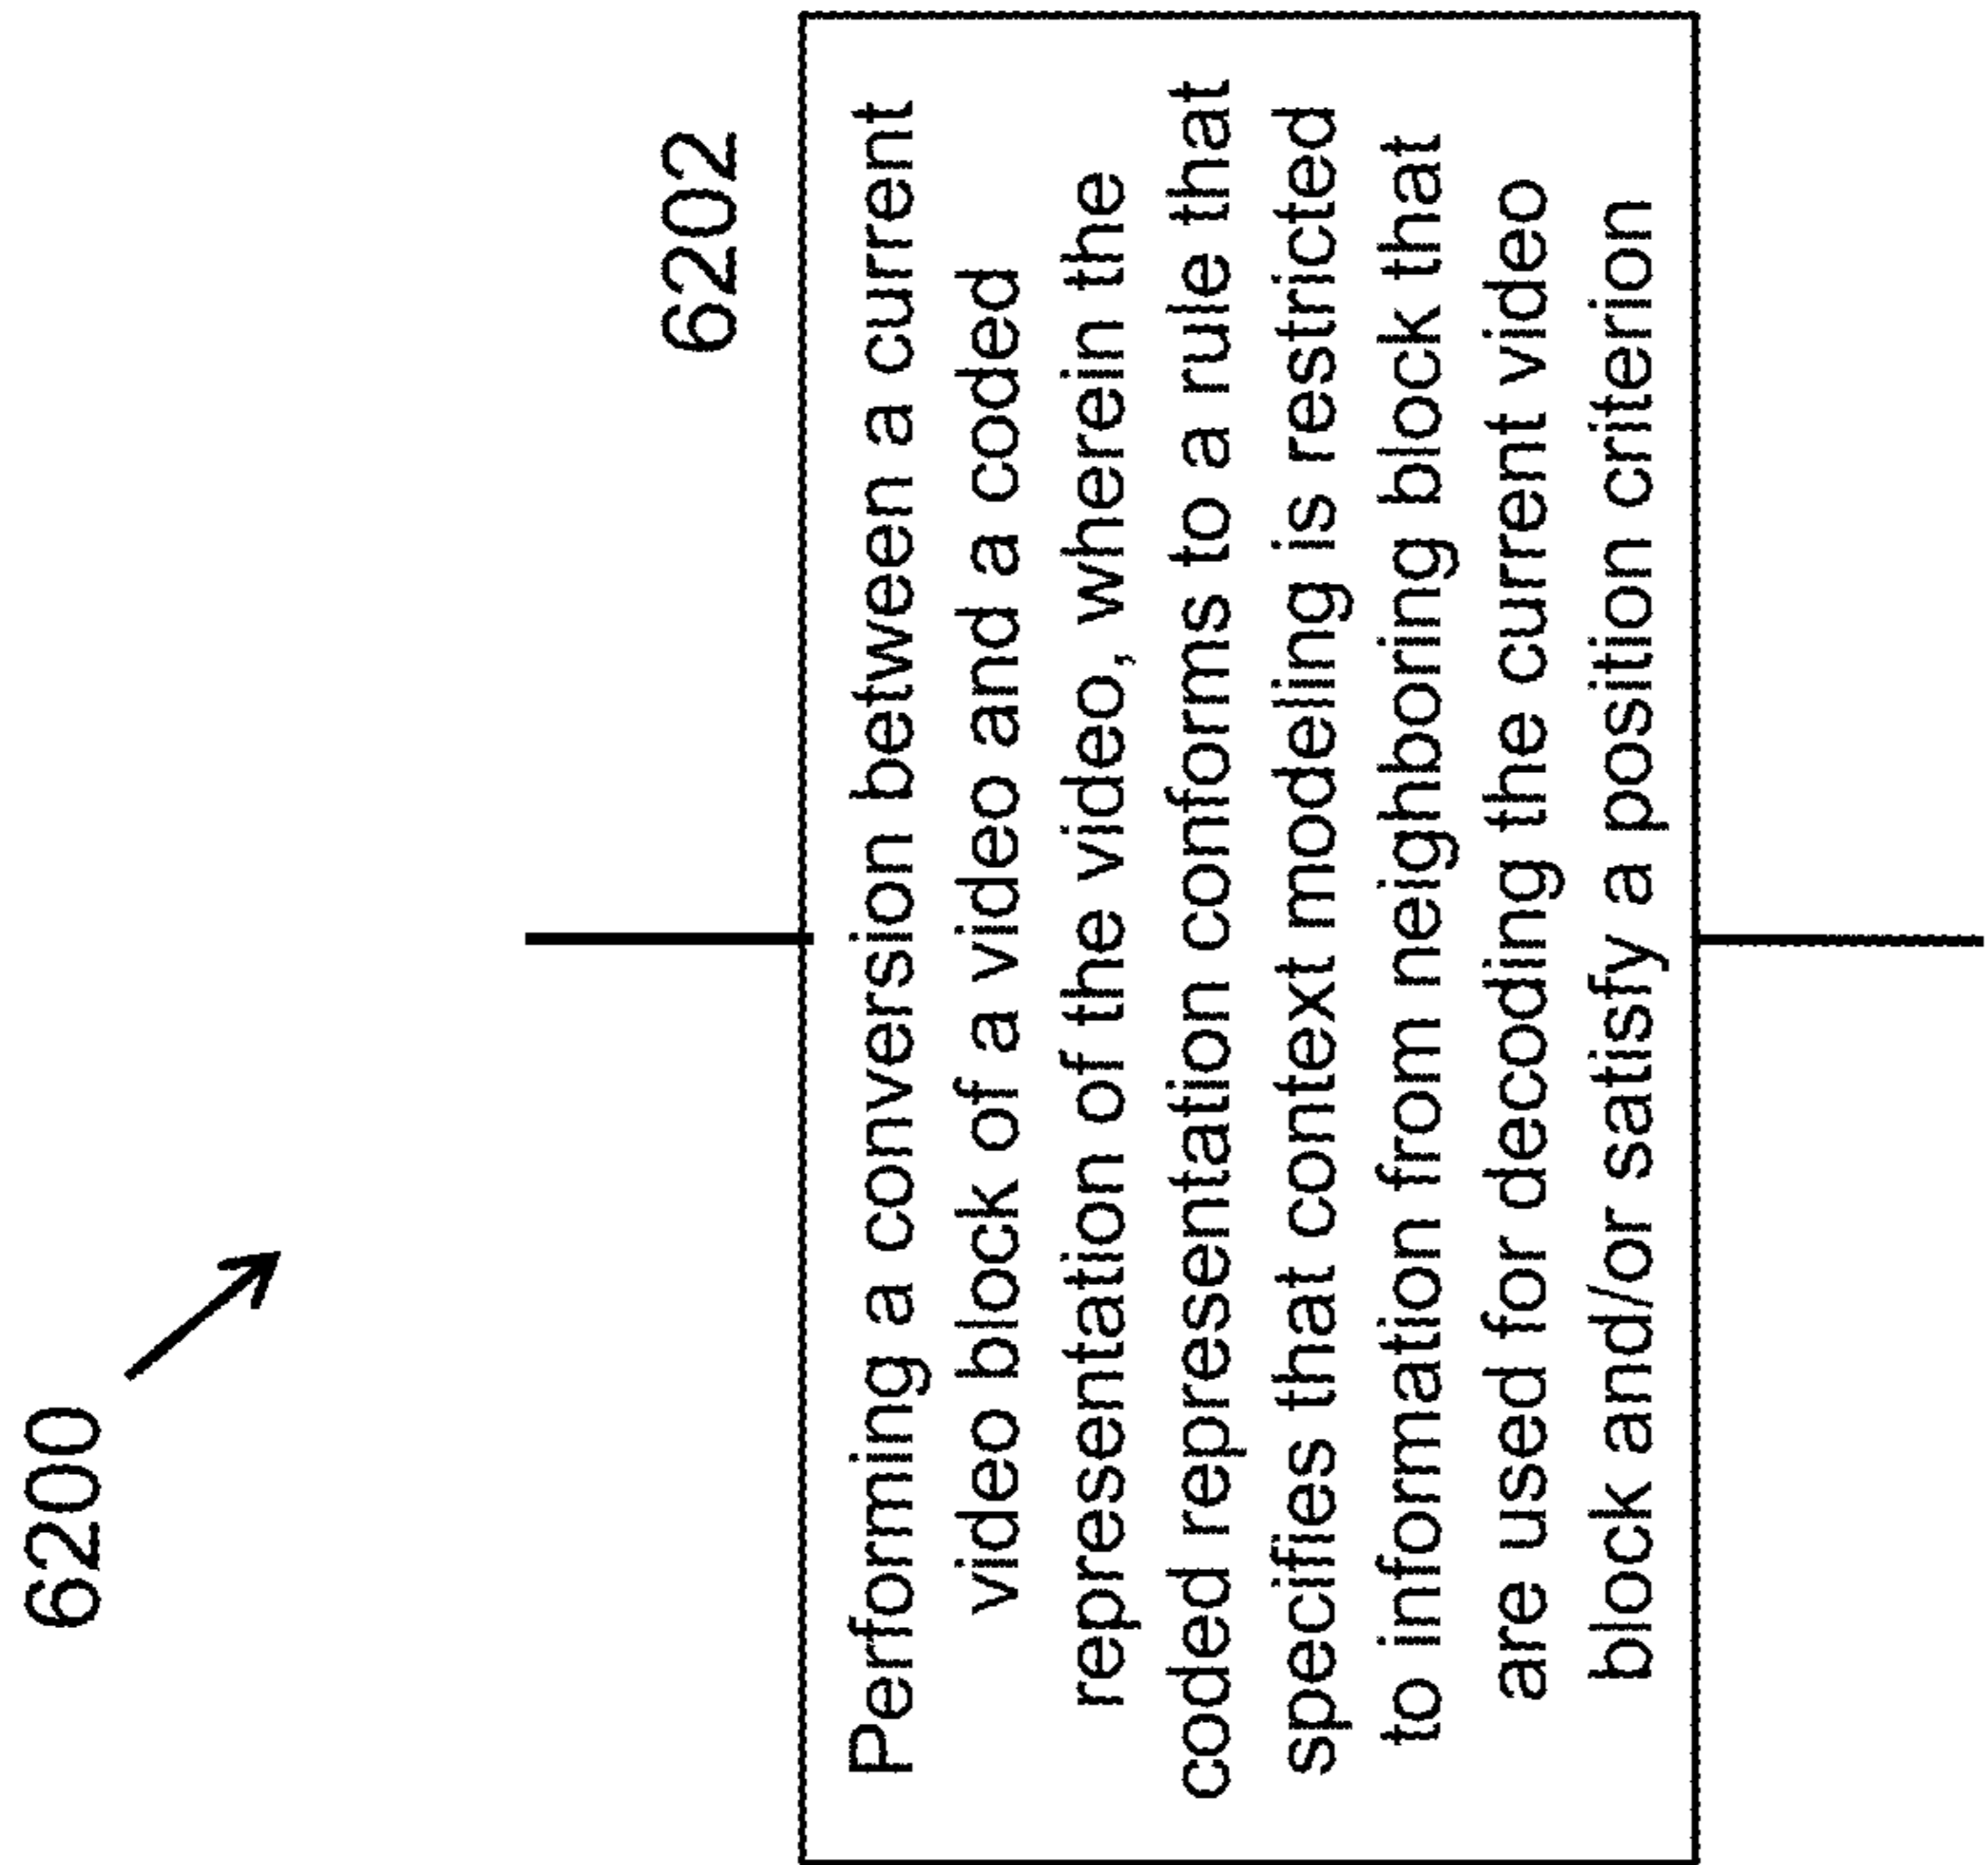 6200
6202
Performing a conversion between a current
video block of a video and a coded
representation of the video, wherein the
coded representation conforms to a rule that
specifies that context modeling is restricted
to information from neighboring block that
are used for decoding the current video
block and/or satisfy a position criterion